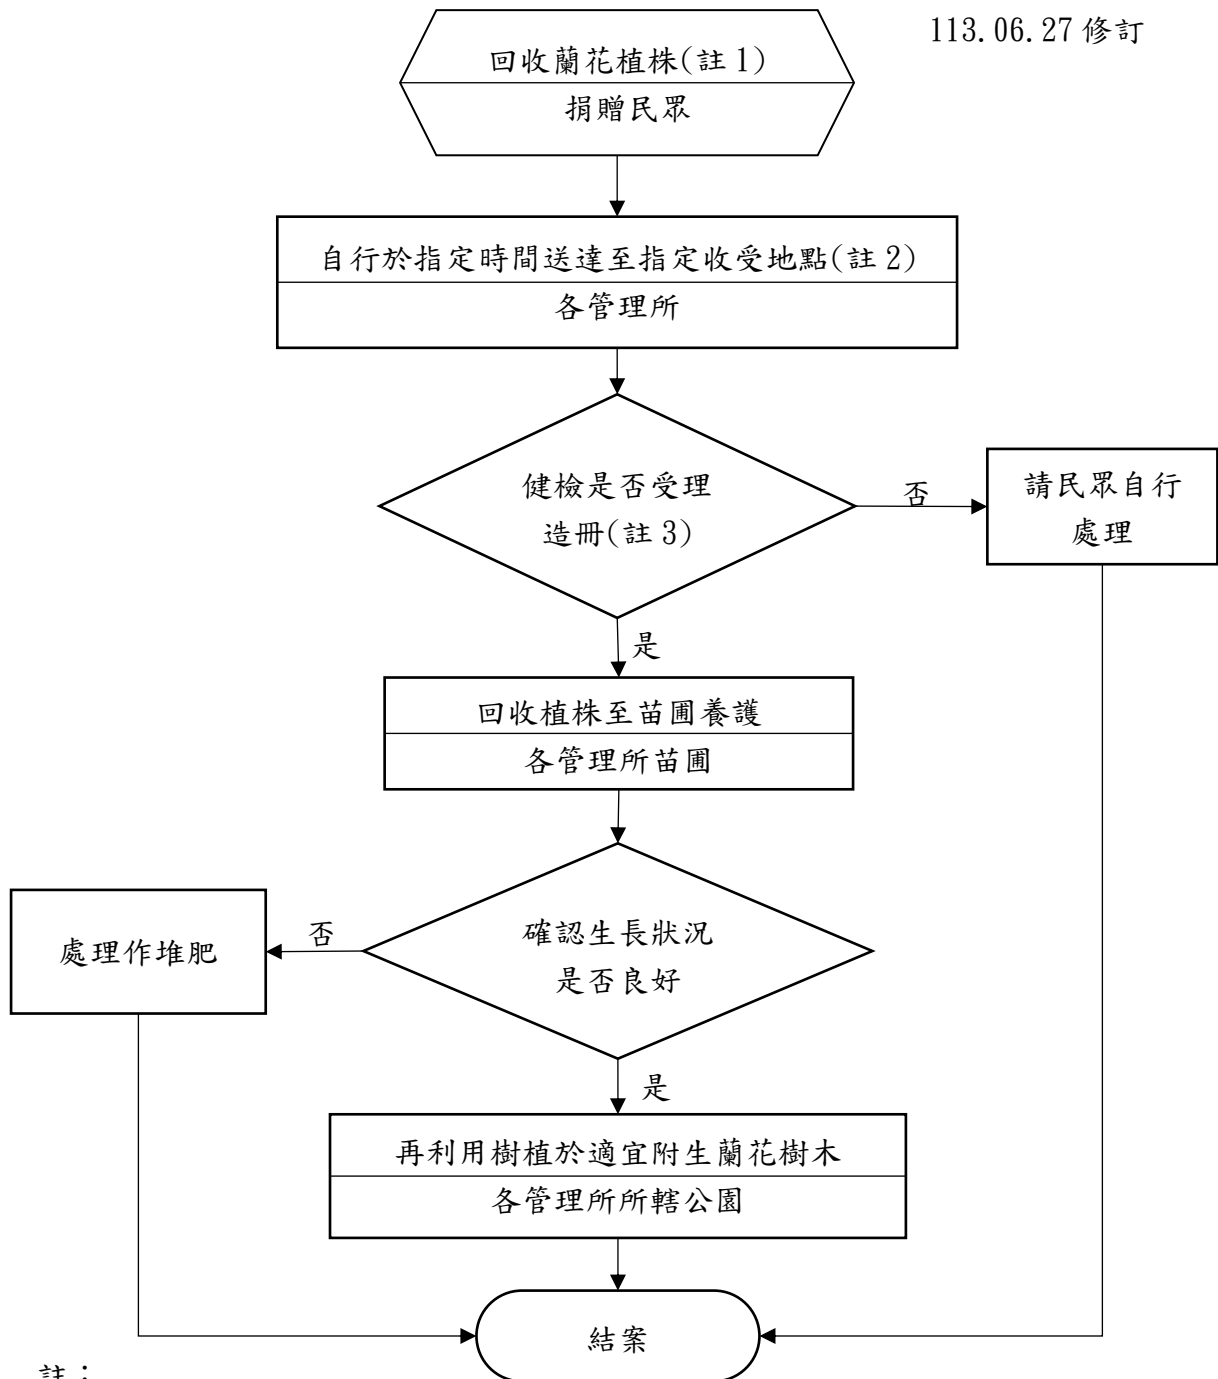 113.06.27修訂
回收蘭花植株(註1)
捐贈民眾
自行於指定時間送達至指定收受地點(註2)
各管理所
健檢是否受理
造冊(註3)
否
請民眾自行
處理
是
回收植株至苗圃養護
各管理所苗圃
確認生長狀況
是否良好
否
處理作堆肥
是
再利用樹植於適宜附生蘭花樹木
各管理所所轄公園
結案
註：